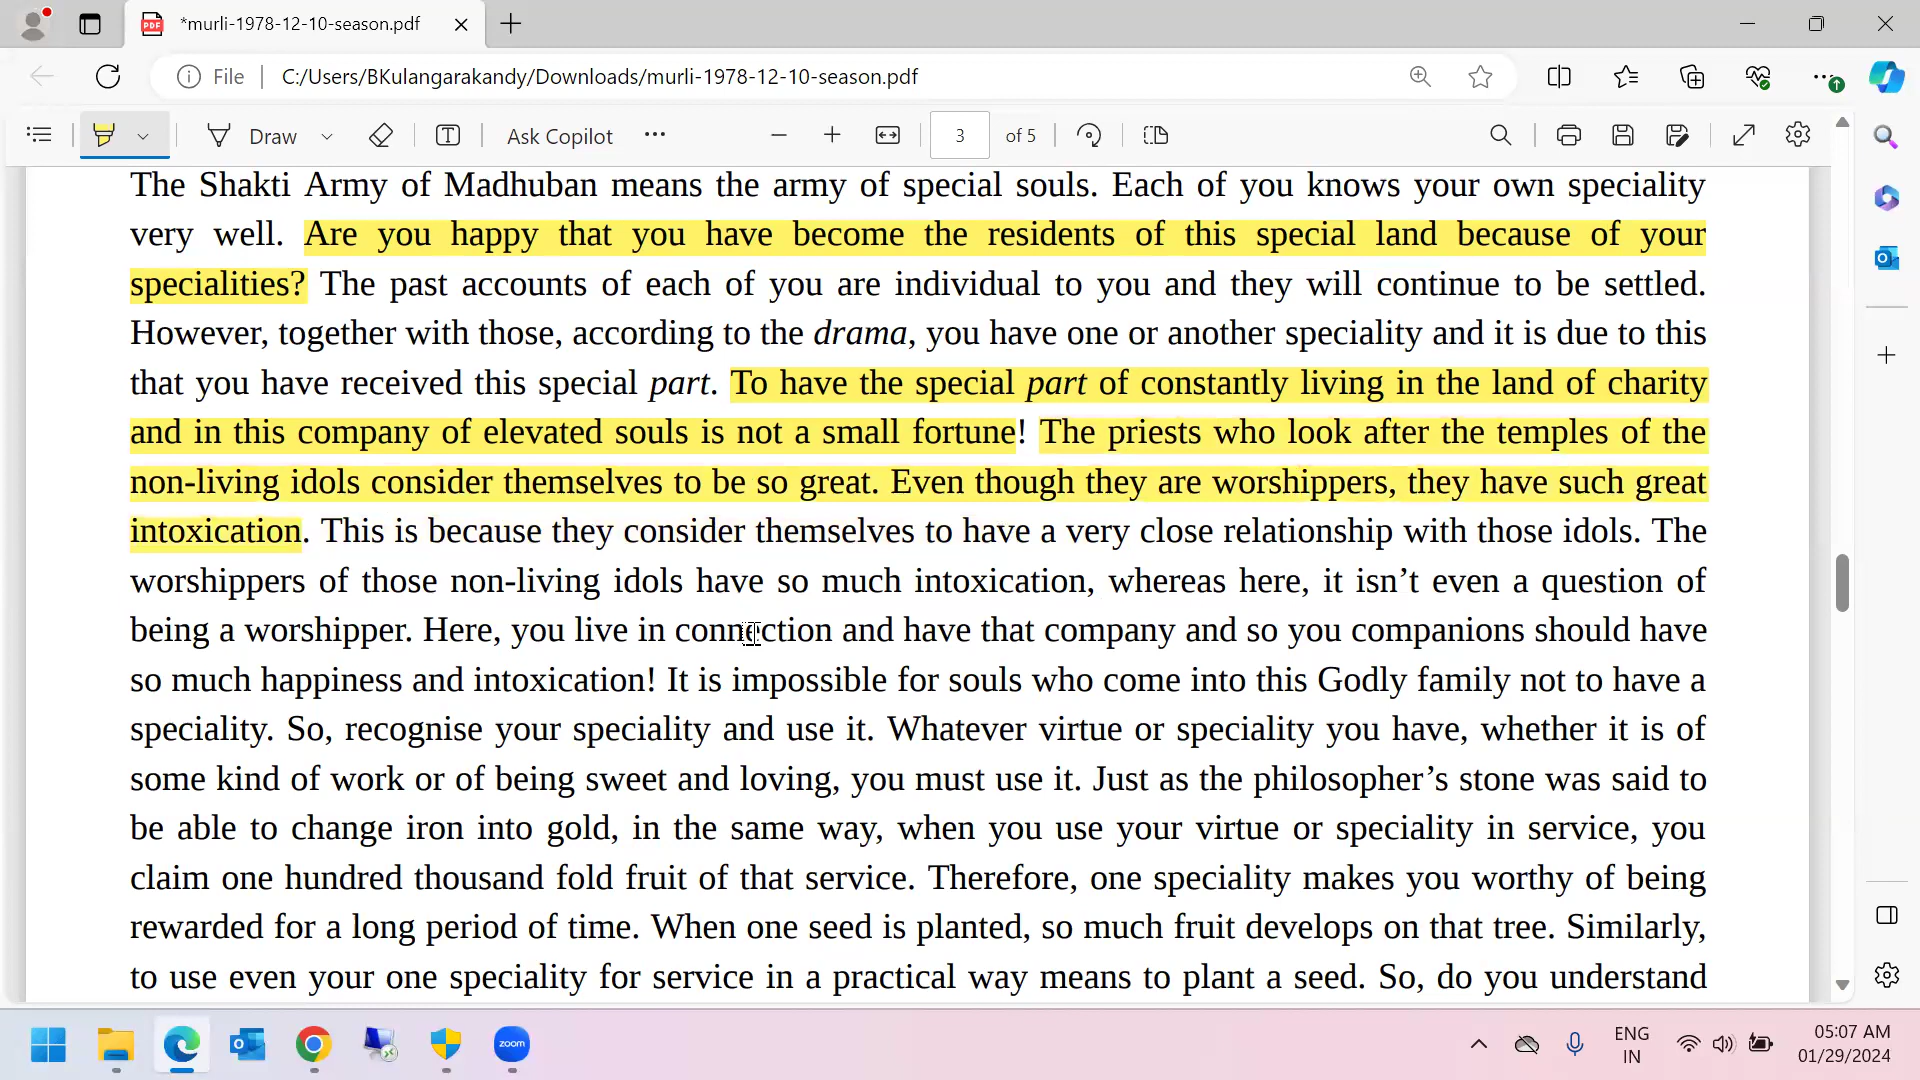 *murli-1978-12-10-season.pdf
File
C:/Users/BKulangarakandy/Downloads/murli-1978-12-10-season.pdf
Draw
Ask Copilot
3 of 5
The Shakti Army of Madhuban means the army of special souls. Each of you knows your own speciality
very well. Are you happy that you have become the residents of this special land because of your
specialities? The past accounts of each of you are individual to you and they will continue to be settled.
However, together with those, according to the drama, you have one or another speciality and it is due to this
that you have received this special part. To have the special part of constantly living in the land of charity
and in this company of elevated souls is not a small fortune! The priests who look after the temples of the
non-living idols consider themselves to be so great. Even though they are worshippers, they have such great
intoxication. This is because they consider themselves to have a very close relationship with those idols. The
worshippers of those non-living idols have so much intoxication, whereas here, it isn’t even a question of
being a worshipper. Here, you live in connection and have that company and so you companions should have
so much happiness and intoxication! It is impossible for souls who come into this Godly family not to have a
speciality. So, recognise your speciality and use it. Whatever virtue or speciality you have, whether it is of
some kind of work or of being sweet and loving, you must use it. Just as the philosopher’s stone was said to
be able to change iron into gold, in the same way, when you use your virtue or speciality in service, you
claim one hundred thousand fold fruit of that service. Therefore, one speciality makes you worthy of being
rewarded for a long period of time. When one seed is planted, so much fruit develops on that tree. Similarly,
to use even your one speciality for service in a practical way means to plant a seed. So, do you understand
zoom
ENG
IN
05:07 AM
01/29/2024